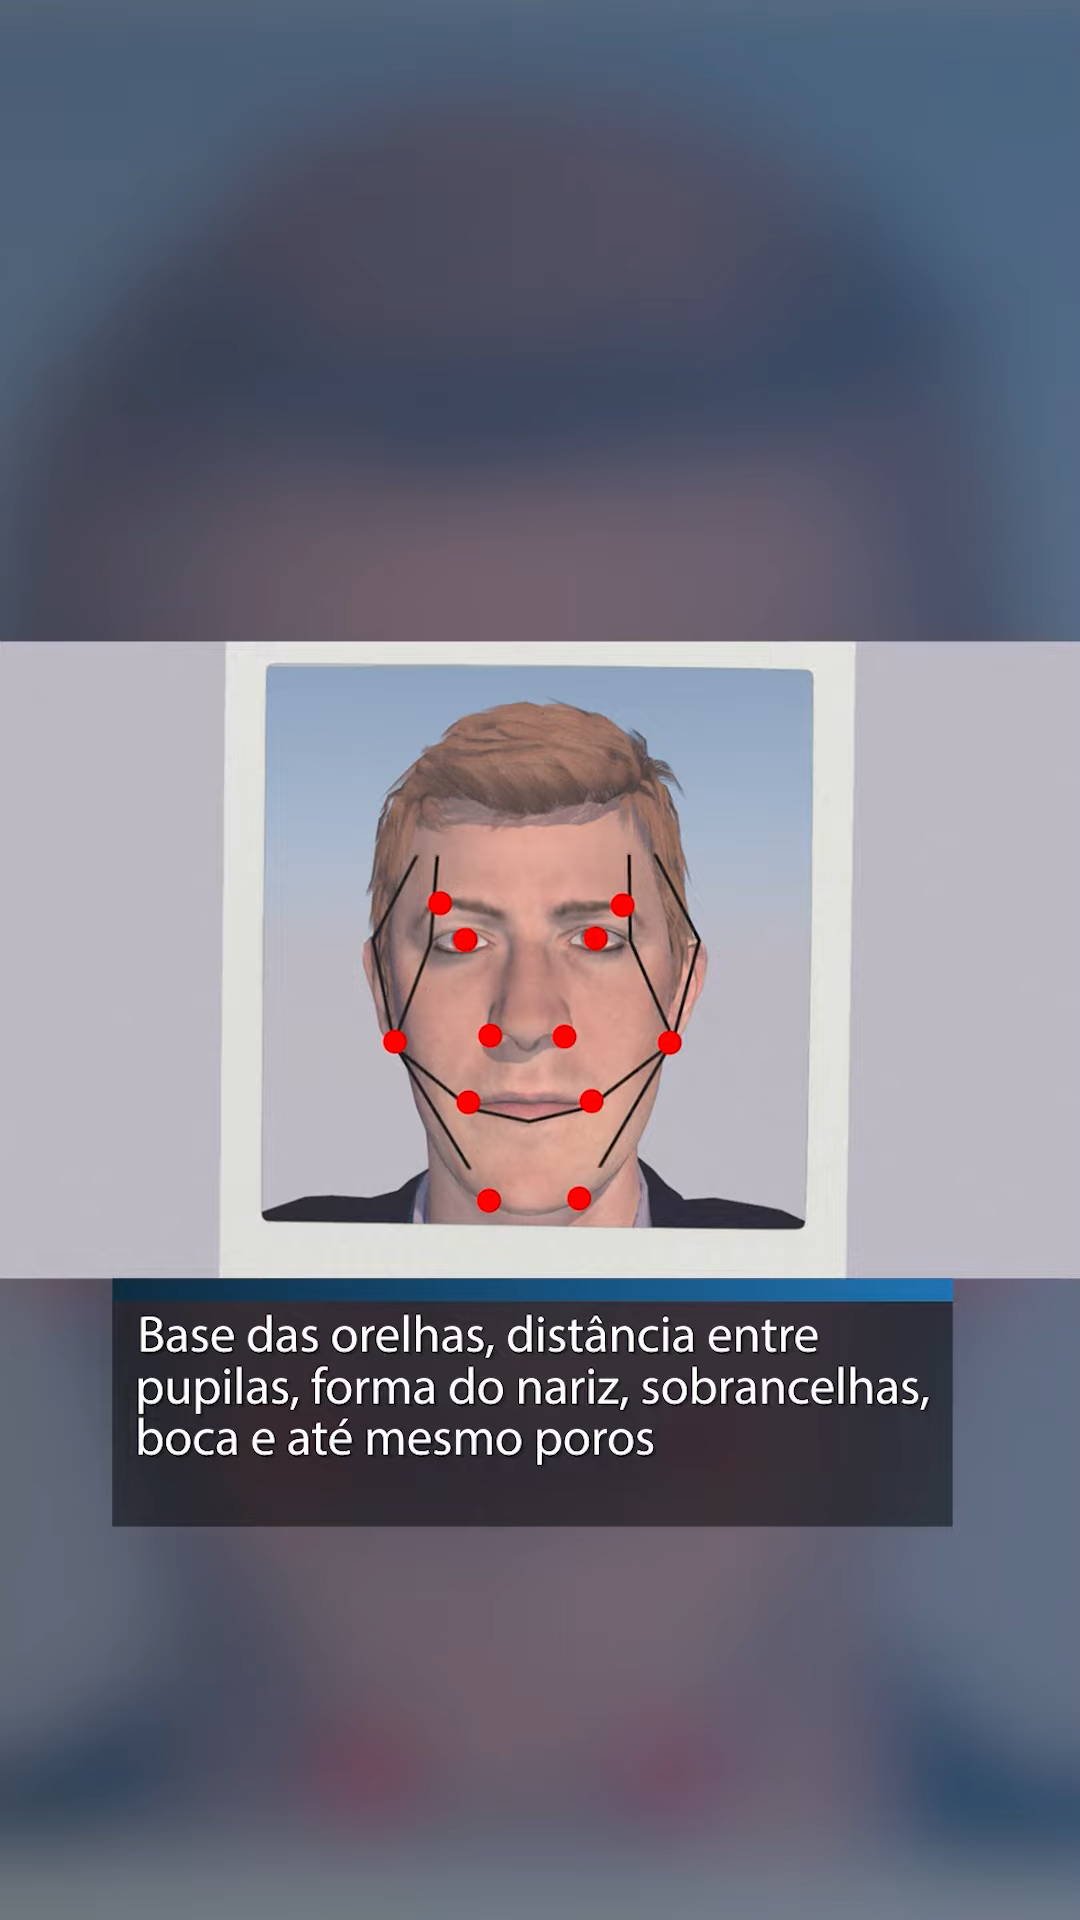 Base das orelhas, distância entre
pupilas, forma do nariz, sobrancelhas,
boca e até mesmo poros